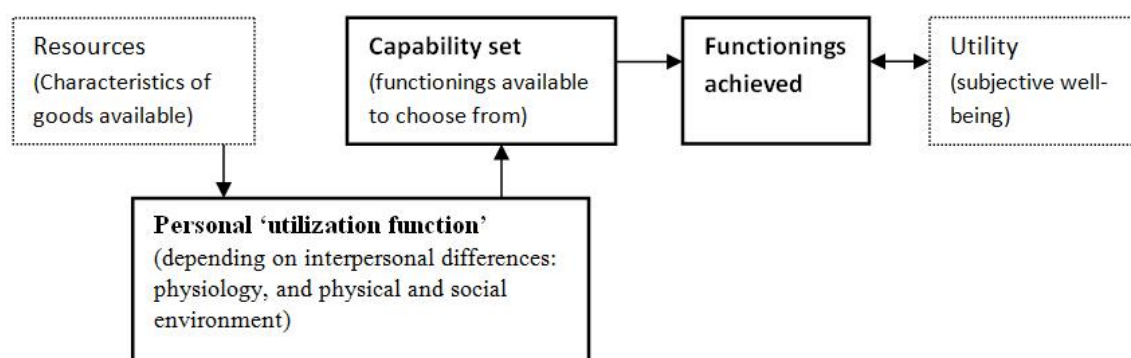 Resources
(Characteristics of
goods available)
Capability set
(functionings available
to choose from)
Functionings
achieved
Utility
(subjective well-
being)
Personal ‘utilization function’
(depending on interpersonal differences:
physiology, and physical and social
environment)